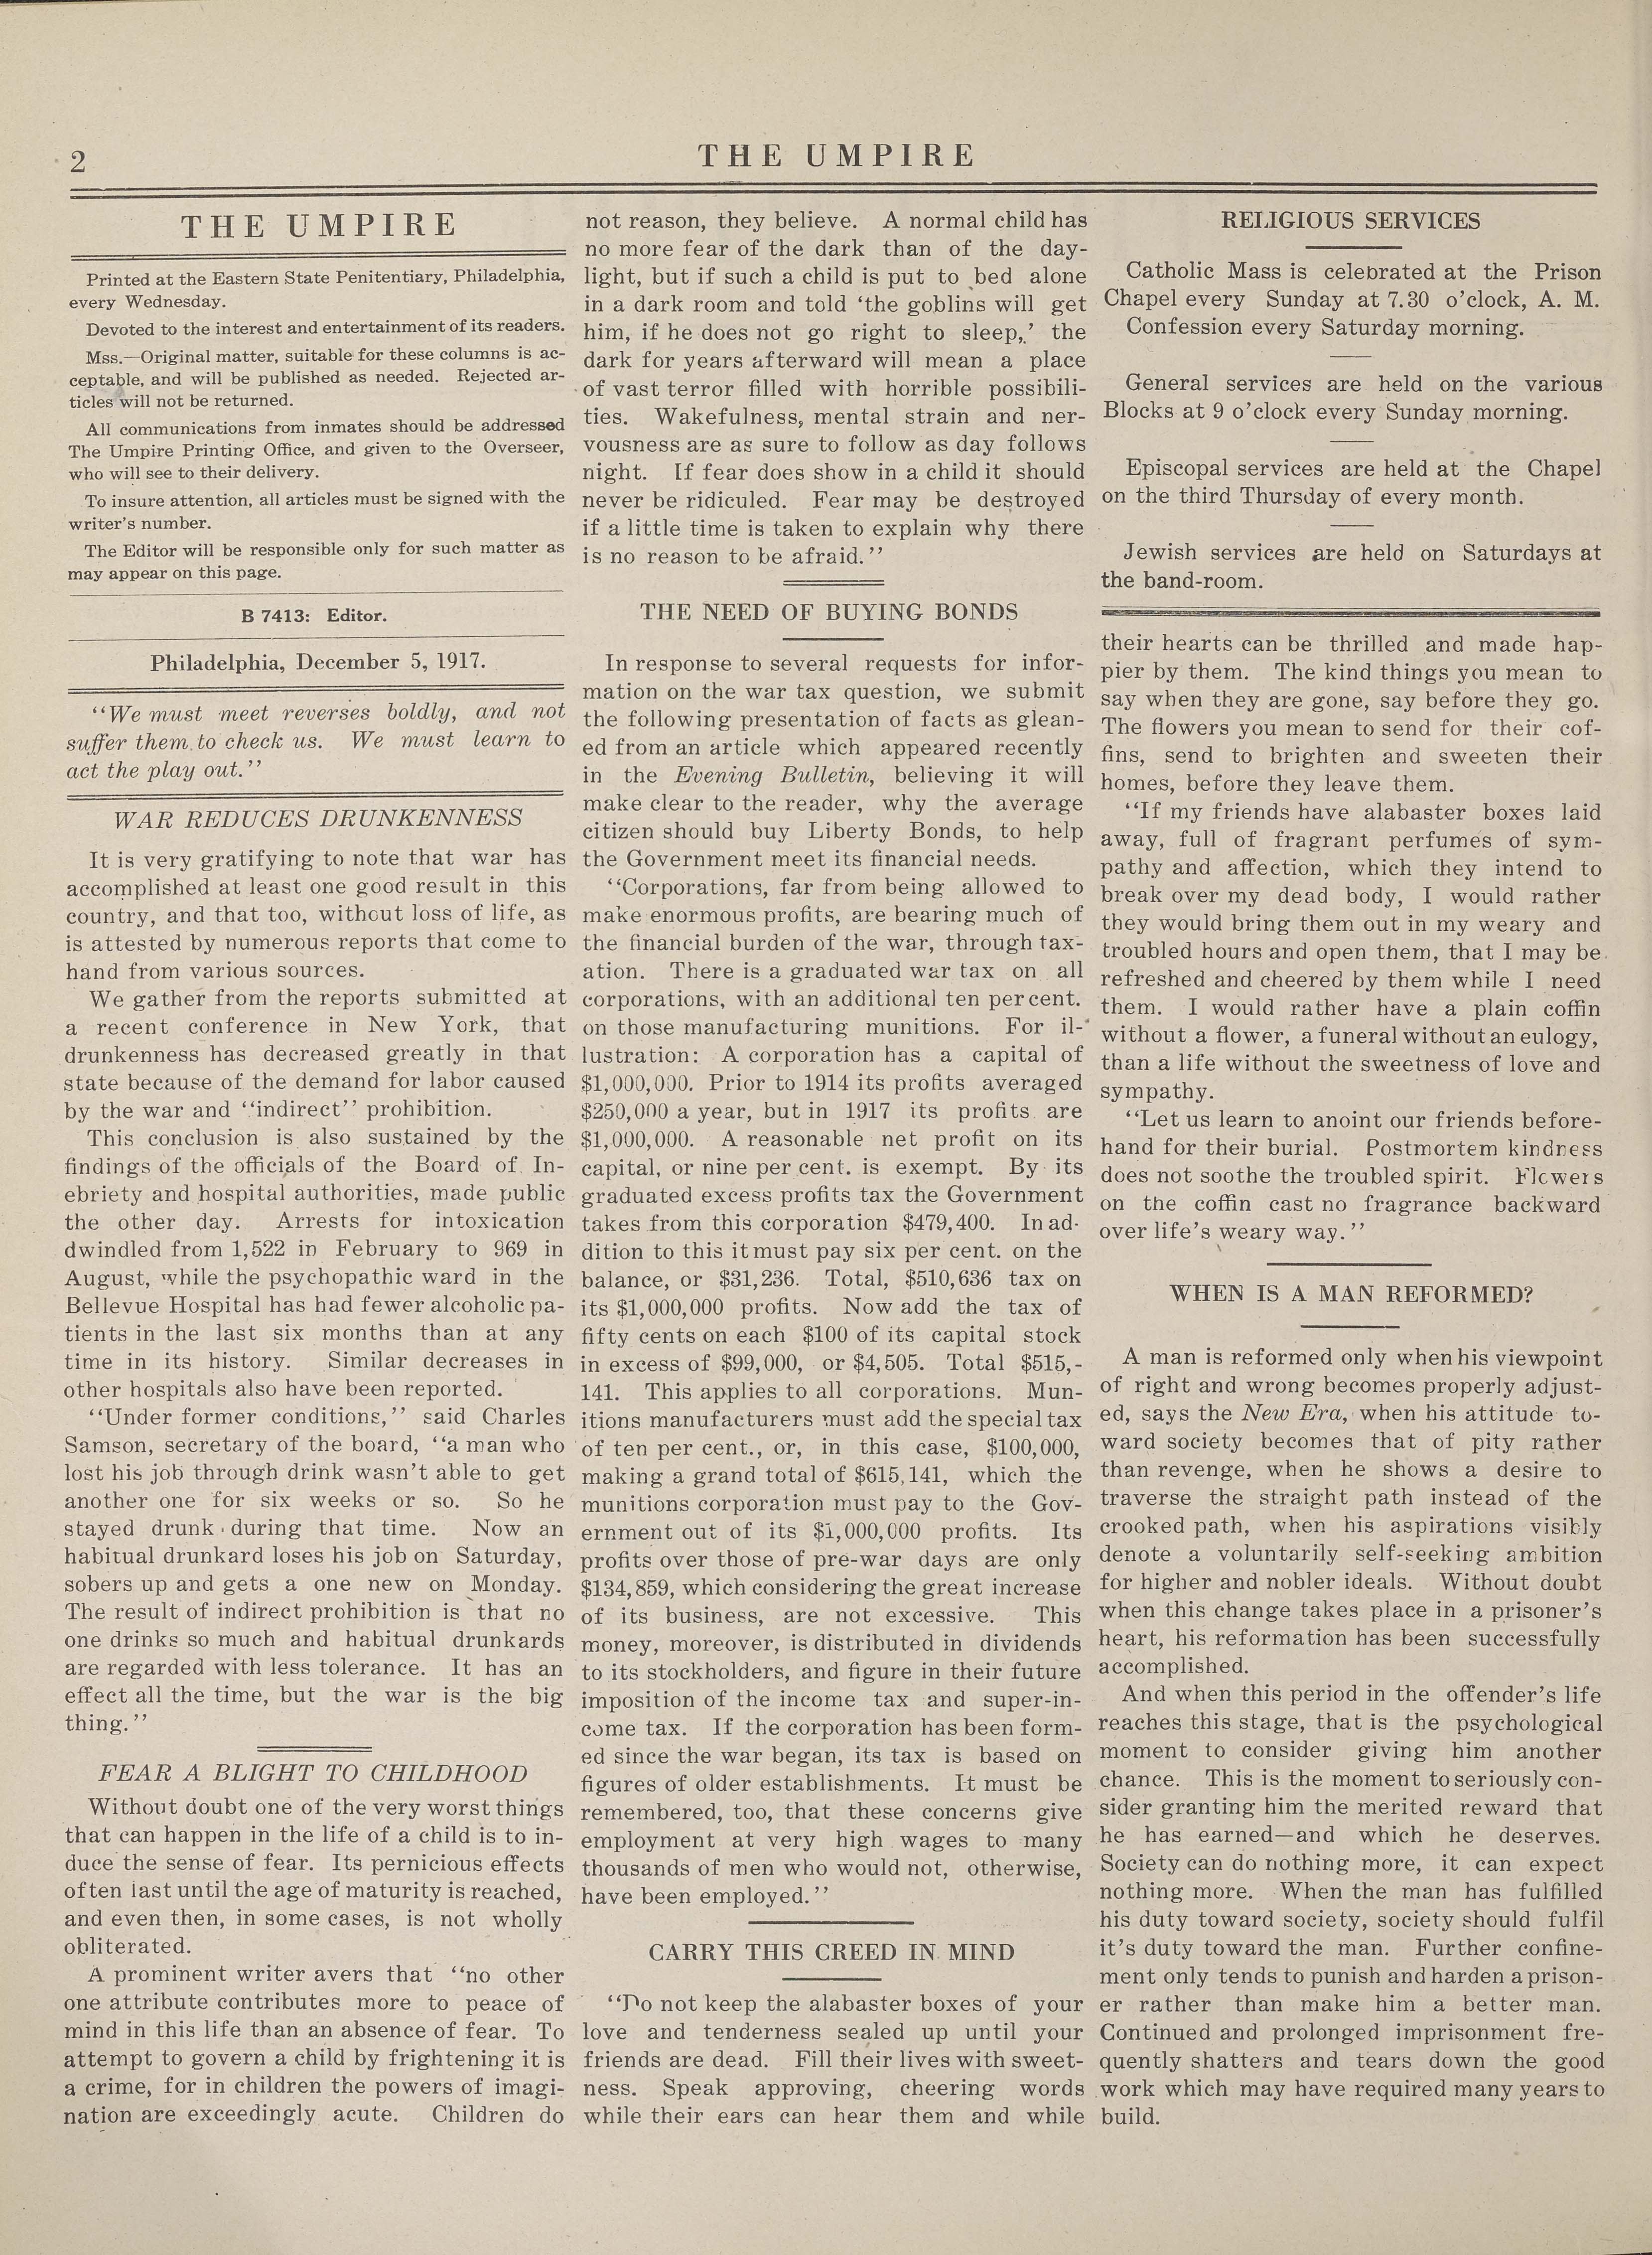 2
THE UMPIRE
THE UMPIRE
Printed at the Eastern State Penitentiary, Philadelphia,
every Wednesday.
Devoted to the interest and entertainment of its readers.
Mss.—Original matter, suitable for these columns is ac-
ceptable, and will be published as needed. Rejected ar-
ticles will not be returned.
All communications from inmates should be addressed
The Umpire Printing Office, and given to the Overseer,
who will see to their delivery.
To insure attention, all articles must be signed with the
writer's number.
The Editor will be responsible only for such matter as
may appear on this page.
B 7413: Editor.
Philadelphia, December 5, 1917.
"We must meet reverses boldly, and not
suffer them to check us. We must learn to
act the play out."
WAR REDUCES DRUNKENNESS
It is very gratifying to note that war has
accomplished at least one good result in this
country, and that too, without loss of life, as
is attested by numerous reports that come to
hand from various sources.
We gather from the reports submitted at
a recent conference in New York, that
drunkenness has decreased greatly in that
state because of the demand for labor caused
by the war and "indirect" prohibition.
This conclusion is also sustained by the
findings of the officials of the Board of In-
ebriety and hospital authorities, made public
the other day. Arrests for intoxication
dwindled from 1,522 in February to 969 in
August, while the psychopathic ward in the
Bellevue Hospital has had fewer alcoholic pa-
tients in the last six months than at any
time in its history. Similar decreases in
other hospitals also have been reported.
"Under former conditions," said Charles
Samson, secretary of the board, "a man who
lost his job through drink wasn't able to get
another one for six weeks or so. So he
stayed drunk during that time. Now an
habitual drunkard loses his job on Saturday,
sobers up and gets a one new on Monday.
The result of indirect prohibition is that no
one drinks so much and habitual drunkards
are regarded with less tolerance. It has an
effect all the time, but the war is the big
thing."
FEAR A BLIGHT TO CHILDHOOD
Without doubt one of the very worst things
that can happen in the life of a child is to in-
duce the sense of fear. Its pernicious effects
often last until the age of maturity is reached,
and even then, in some cases, is not wholly
obliterated.
A prominent writer avers that "no other
one attribute contributes more to peace of
mind in this life than an absence of fear. To
attempt to govern a child by frightening it is
a crime, for in children the powers of imagi-
nation are exceedingly acute. Children do
not reason, they believe. A normal child has
no more fear of the dark than of the day-
light, but if such a child is put to bed alone
in a dark room and told 'the goblins will get
him, if he does not go right to sleep,' the
dark for years afterward will mean a place
of vast terror filled with horrible possibili-
ties. Wakefulness, mental strain and ner-
vousness are as sure to follow as day follows
night. If fear does show in a child it should
never be ridiculed. Fear may be destroyed
if a little time is taken to explain why there
is no reason to be afraid."
THE NEED OF BUYING BONDS
In response to several requests for infor-
mation on the war tax question, we submit
the following presentation of facts as glean-
ed from an article which appeared recently
in the Evening Bulletin, believing it will
make clear to the reader, why the average
citizen should buy Liberty Bonds, to help
the Government meet its financial needs.
"Corporations, far from being allowed to
make enormous profits, are bearing much of
the financial burden of the war, through tax-
ation. There is a graduated war tax on all
corporations, with an additional ten per cent.
on those manufacturing munitions. For il-
lustration: A corporation has a capital of
$1,000,000. Prior to 1914 its profits averaged
$250,000 a year, but in 1917 its profits are
$1,000,000. A reasonable net profit on its
capital, or nine per cent. is exempt. By its
graduated excess profits tax the Government
takes from this corporation $479,400. In ad-
dition to this it must pay six per cent. on the
balance, or $31,236. Total, $510,636 tax on
its $1,000,000 profits. Now add the tax of
fifty cents on each $100 of its capital stock
in excess of $99,000, or $4,505. Total $515,-
141. This applies to all corporations. Mun-
itions manufacturers must add the special tax
of ten per cent., or, in this case, $100,000,
making a grand total of $615,141, which the
munitions corporation must pay to the Gov-
ernment out of its $1,000,000 profits. Its
profits over those of pre-war days are only
$134,859, which considering the great increase
of its business, are not excessive. This
money, moreover, is distributed in dividends
to its stockholders, and figure in their future
imposition of the income tax and super-in-
come tax. If the corporation has been form-
ed since the war began, its tax is based on
figures of older establishments. It must be
remembered, too, that these concerns give
employment at very high wages to many
thousands of men who would not, otherwise,
have been employed."
CARRY THIS CREED IN MIND
"Do not keep the alabaster boxes of your
love and tenderness sealed up until your
friends are dead. Fill their lives with sweet-
ness. Speak approving, cheering words
while their ears can hear them and while
RELIGIOUS SERVICES
Catholic Mass is celebrated at the Prison
Chapel every Sunday at 7.30 o'clock, A. M.
Confession every Saturday morning.
General services are held on the various
Blocks at 9 o'clock every Sunday morning.
Episcopal services are held at the Chapel
on the third Thursday of every month.
Jewish services are held on Saturdays at
the band-room.
their hearts can be thrilled and made hap-
pier by them. The kind things you mean to
say when they are gone, say before they go.
The flowers you mean to send for their cof-
fins, send to brighten and sweeten their
homes, before they leave them.
"If my friends have alabaster boxes laid
away, full of fragrant perfumes of sym-
pathy and affection, which they intend to
break over my dead body, I would rather
they would bring them out in my weary and
troubled hours and open them, that I may be
refreshed and cheered by them while I need
them. I would rather have a plain coffin
without a flower, a funeral without an eulogy,
than a life without the sweetness of love and
sympathy.
"Let us learn to anoint our friends before-
hand for their burial. Postmortem kindness
does not soothe the troubled spirit. Flowers
on the coffin cast no fragrance backward
over life's weary way."
WHEN IS A MAN REFORMED?
A man is reformed only when his viewpoint
of right and wrong becomes properly adjust-
ed, says the New Era, when his attitude to-
ward society becomes that of pity rather
than revenge, when he shows a desire to
traverse the straight path instead of the
crooked path, when his aspirations visibly
denote a voluntarily self-seeking ambition
for higher and nobler ideals. Without doubt
when this change takes place in a prisoner's
heart, his reformation has been successfully
accomplished.
And when this period in the offender's life
reaches this stage, that is the psychological
moment to consider giving him another
chance. This is the moment to seriously con-
sider granting him the merited reward that
he has earned—and which he deserves.
Society can do nothing more, it can expect
nothing more. When the man has fulfilled
his duty toward society, society should fulfil
it's duty toward the man. Further confine-
ment only tends to punish and harden a prison-
er rather than make him a better man.
Continued and prolonged imprisonment fre-
quently shatters and tears down the good
work which may have required many years to
build.